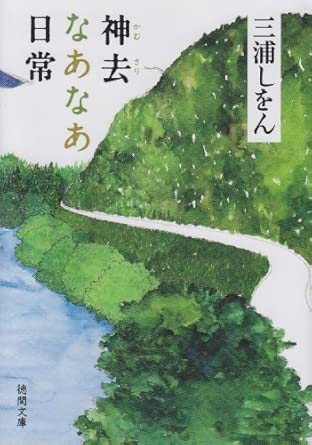 三浦しをん
神去
かむ さり
なあなあ
日常
徳間文庫